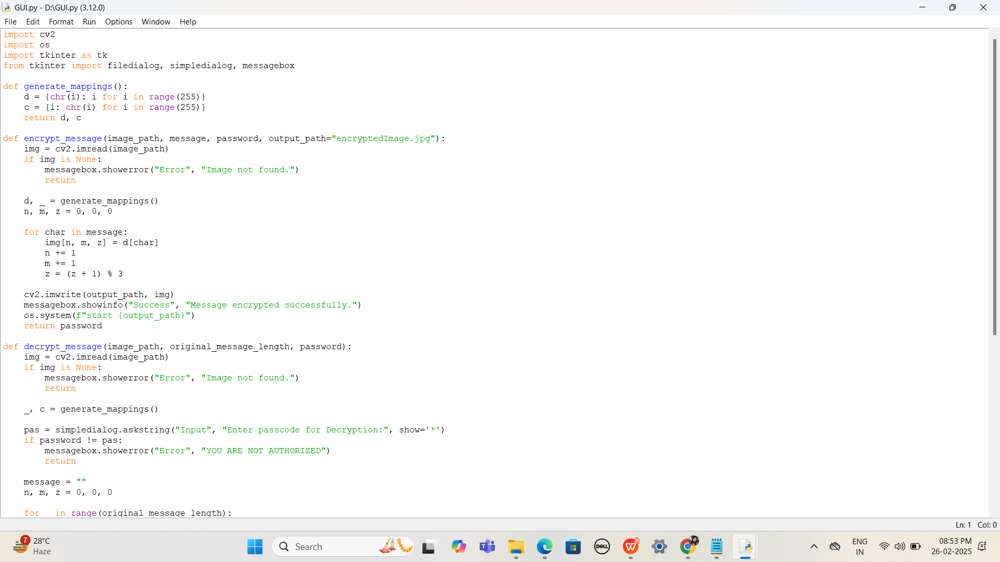 GUI.py - D:\GUI.py (3.12.0)
File Edit Format Run Options Window Help
import cv2
import os
import tkinter as tk
from tkinter import filedialog, simpledialog, messagebox

def generate_mappings():
    d = {chr(i): i for i in range(255)}
    c = {i: chr(i) for i in range(255)}
    return d, c

def encrypt_message(image_path, message, password, output_path="encryptedImage.jpg"):
    img = cv2.imread(image_path)
    if img is None:
        messagebox.showerror("Error", "Image not found.")
        return

    d, _ = generate_mappings()
    n, m, z = 0, 0, 0

    for char in message:
        img[n, m, z] = d[char]
        n += 1
        m += 1
        z = (z + 1) % 3

    cv2.imwrite(output_path, img)
    messagebox.showinfo("Success", "Message encrypted successfully.")
    os.system(f"start {output_path}")
    return password

def decrypt_message(image_path, original_message_length, password):
    img = cv2.imread(image_path)
    if img is None:
        messagebox.showerror("Error", "Image not found.")
        return

    _, c = generate_mappings()

    pas = simpledialog.askstring("Input", "Enter passcode for Decryption:", show='*')
    if password != pas:
        messagebox.showerror("Error", "YOU ARE NOT AUTHORIZED")
        return

    message = ""
    n, m, z = 0, 0, 0

    for _ in range(original_message_length):
Ln: 1 Col: 0
7
28°C
Haze
Search
DELL
ENG
IN
08:53 PM
26-02-2025